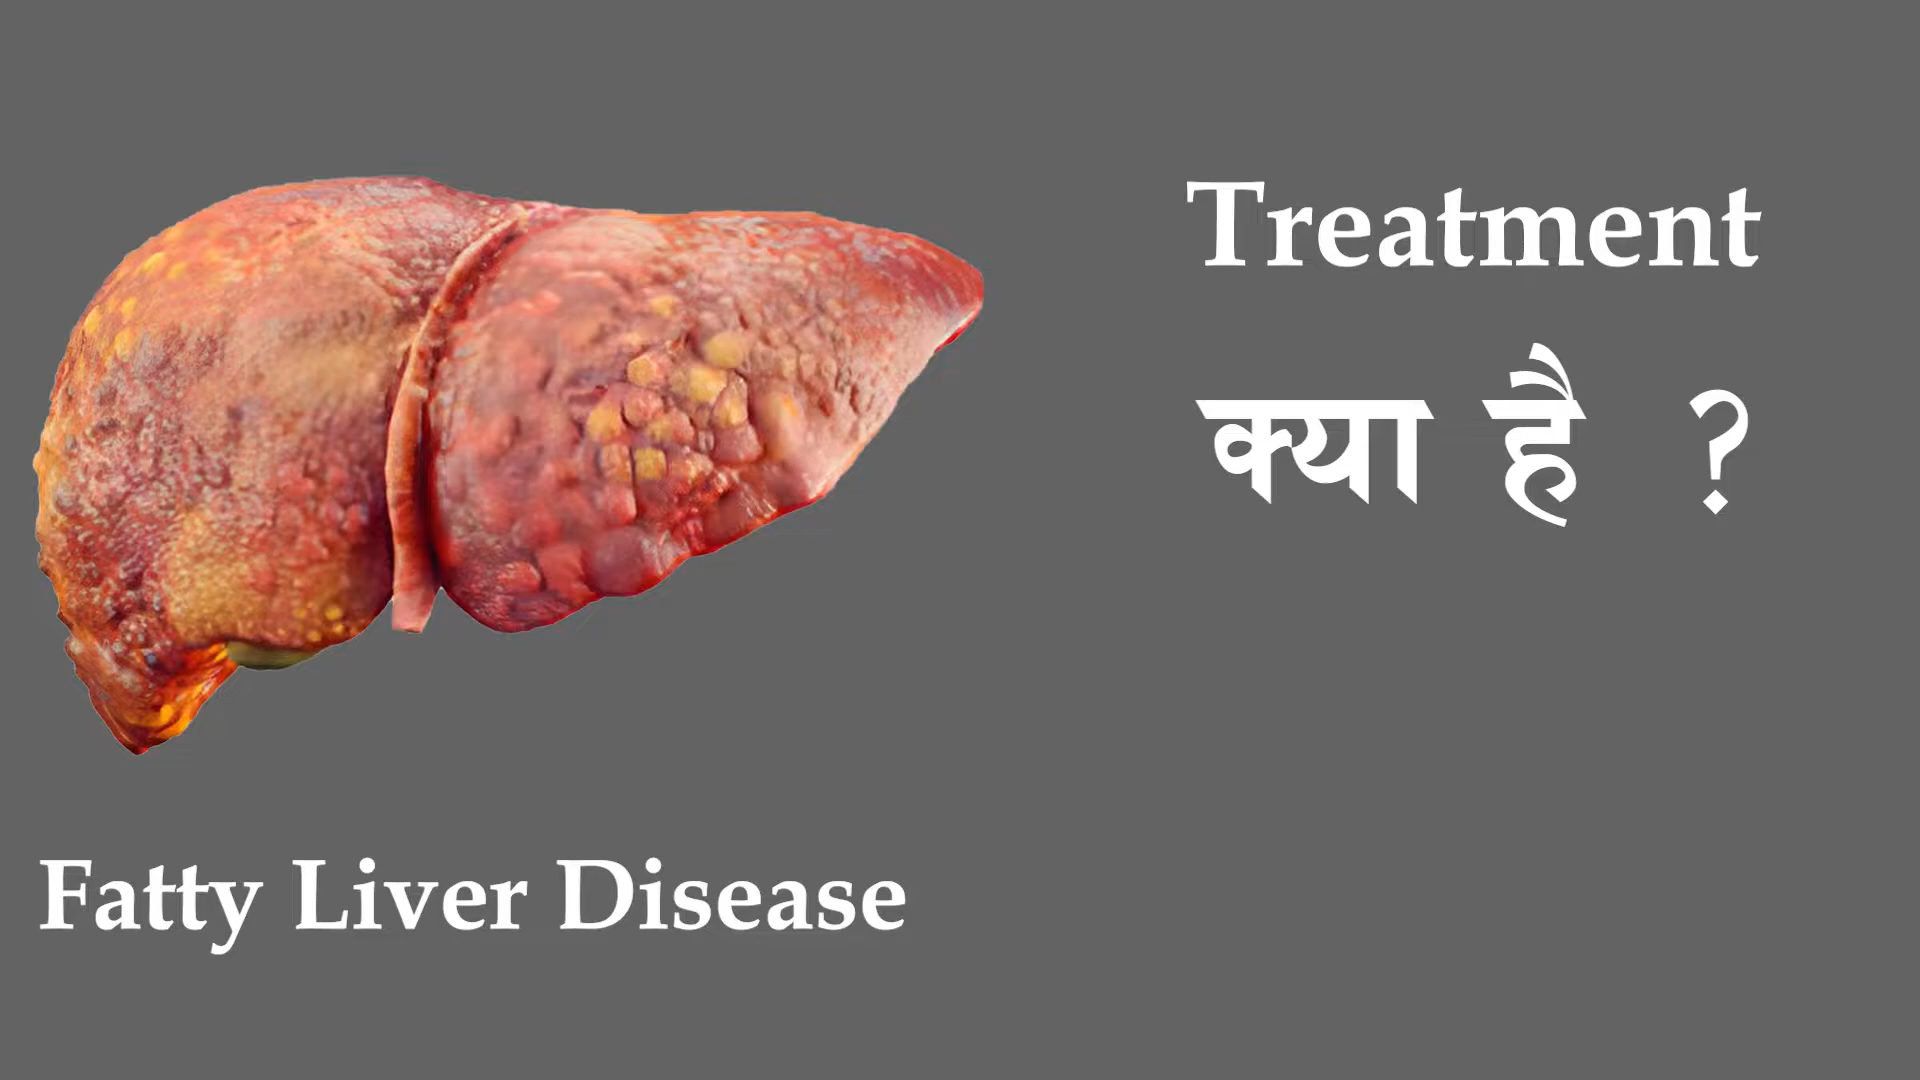 Treatment
क्या है ?
Fatty Liver Disease